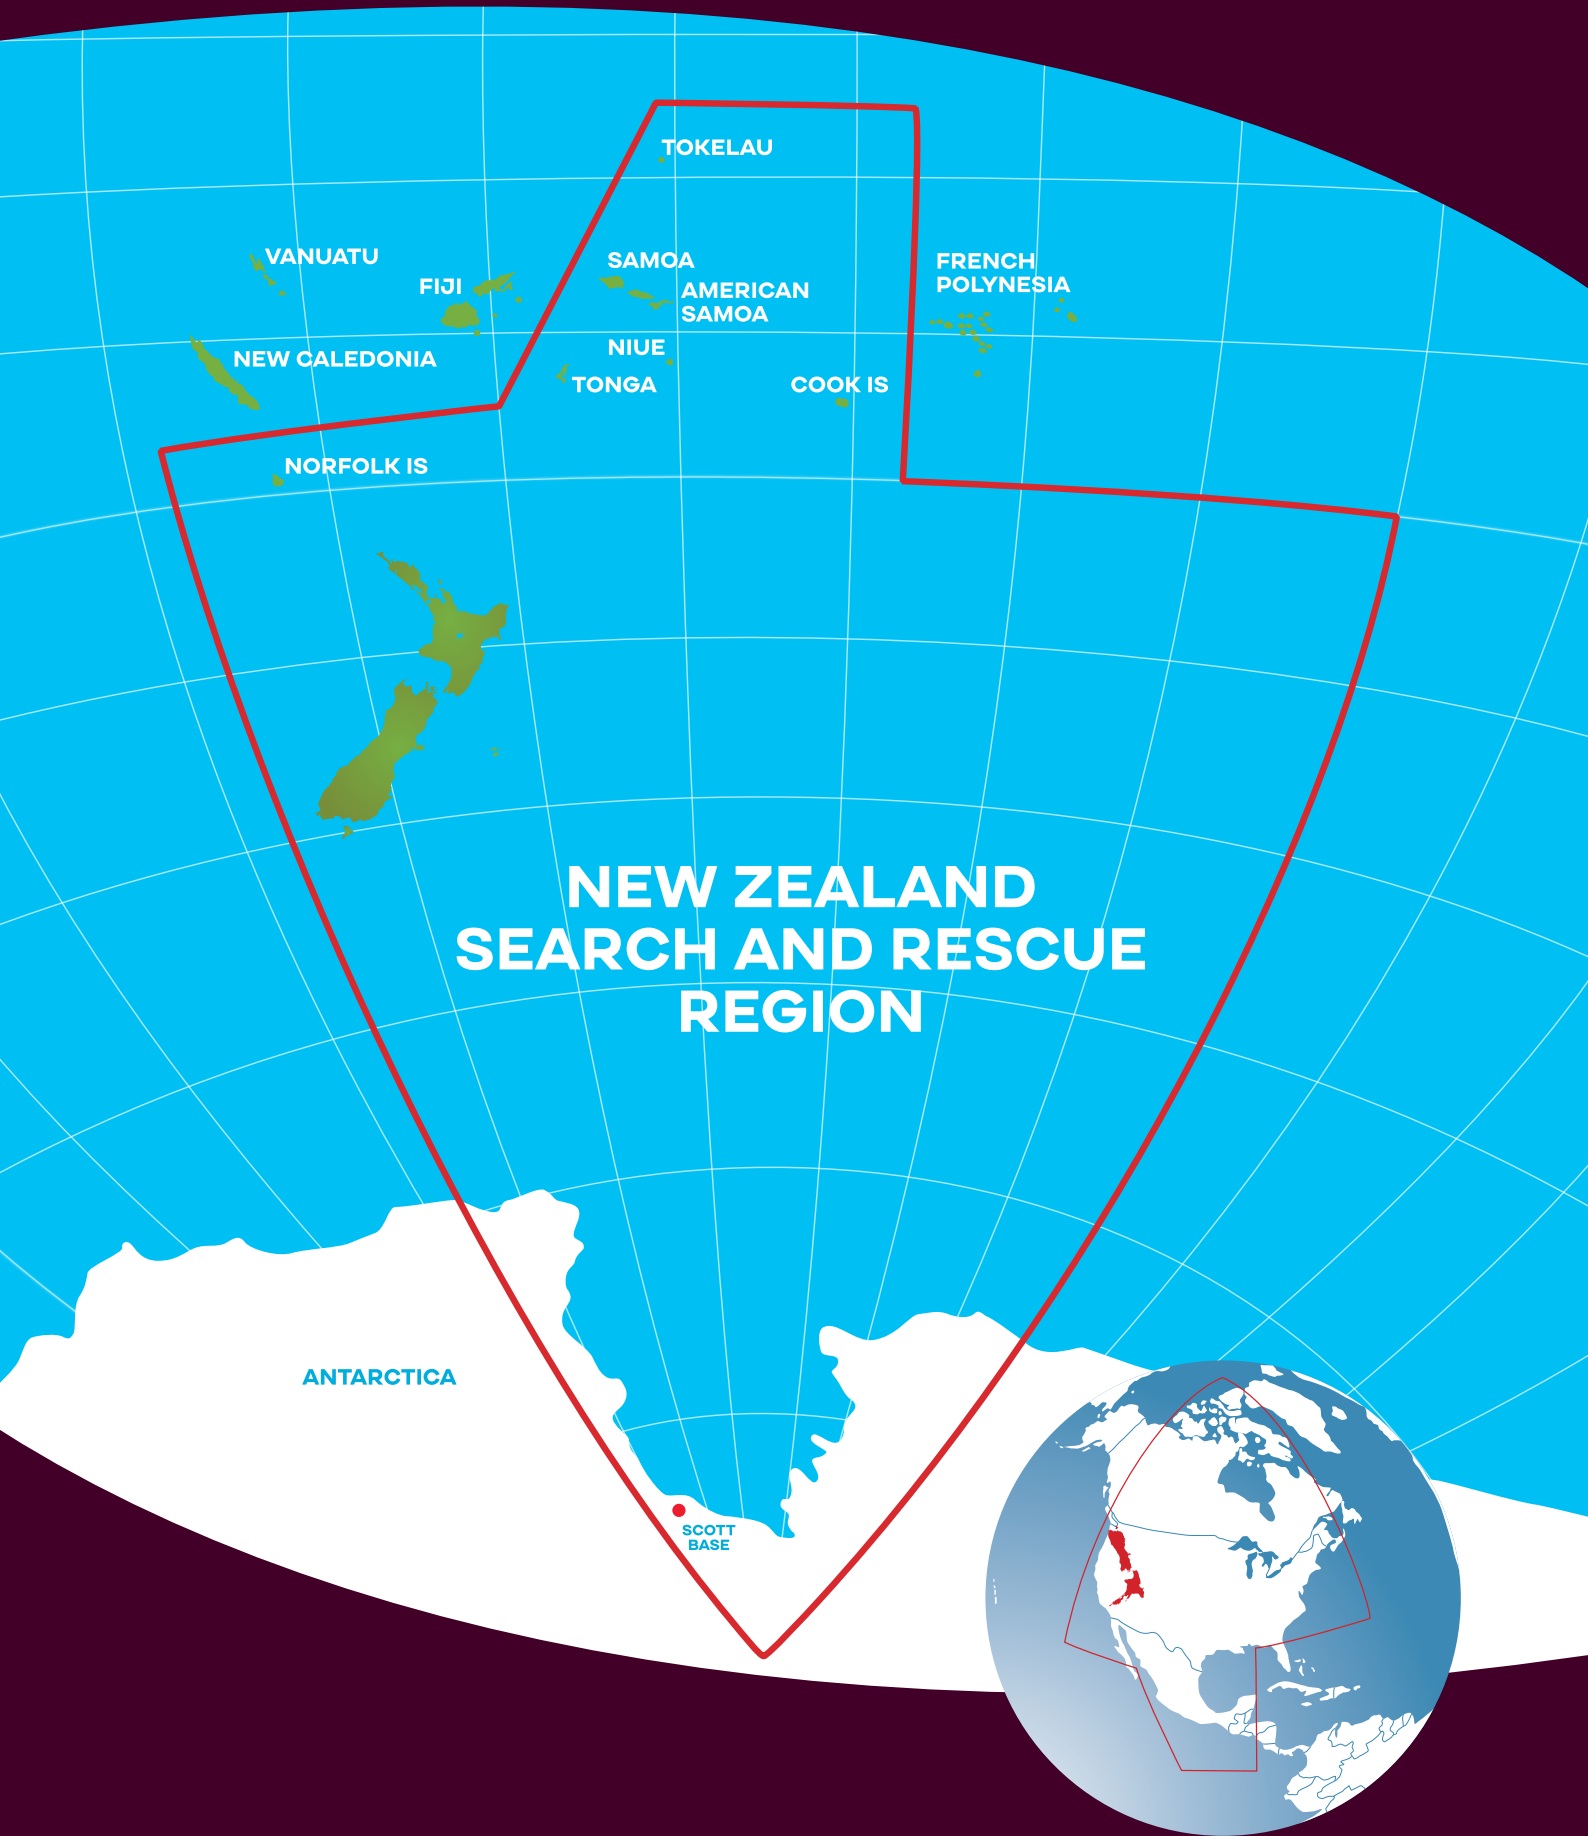 TOKELAU
VANUATU
FIJI
SAMOA
AMERICAN
SAMOA
FRENCH
POLYNESIA
NEW CALEDONIA
NIUE
TONGA
COOK IS
NORFOLK IS
NEW ZEALAND
SEARCH AND RESCUE
REGION
ANTARCTICA
SCOTT
BASE